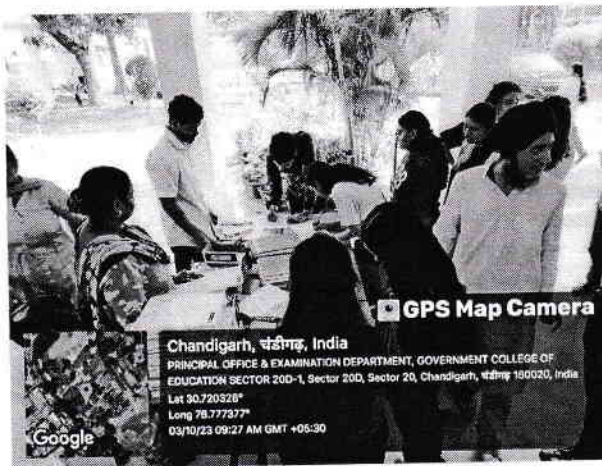 GPS Map Camera
Chandigarh, चंडीगढ़, India
PRINCIPAL OFFICE & EXAMINATION DEPARTMENT, GOVERNMENT COLLEGE OF
EDUCATION SECTOR 20D-1, Sector 20D, Sector 20, Chandigarh, चंडीगढ़ 160020, India
Lat 30.720328°
Long 76.777377°
03/10/23 09:27 AM GMT +05:30
Google